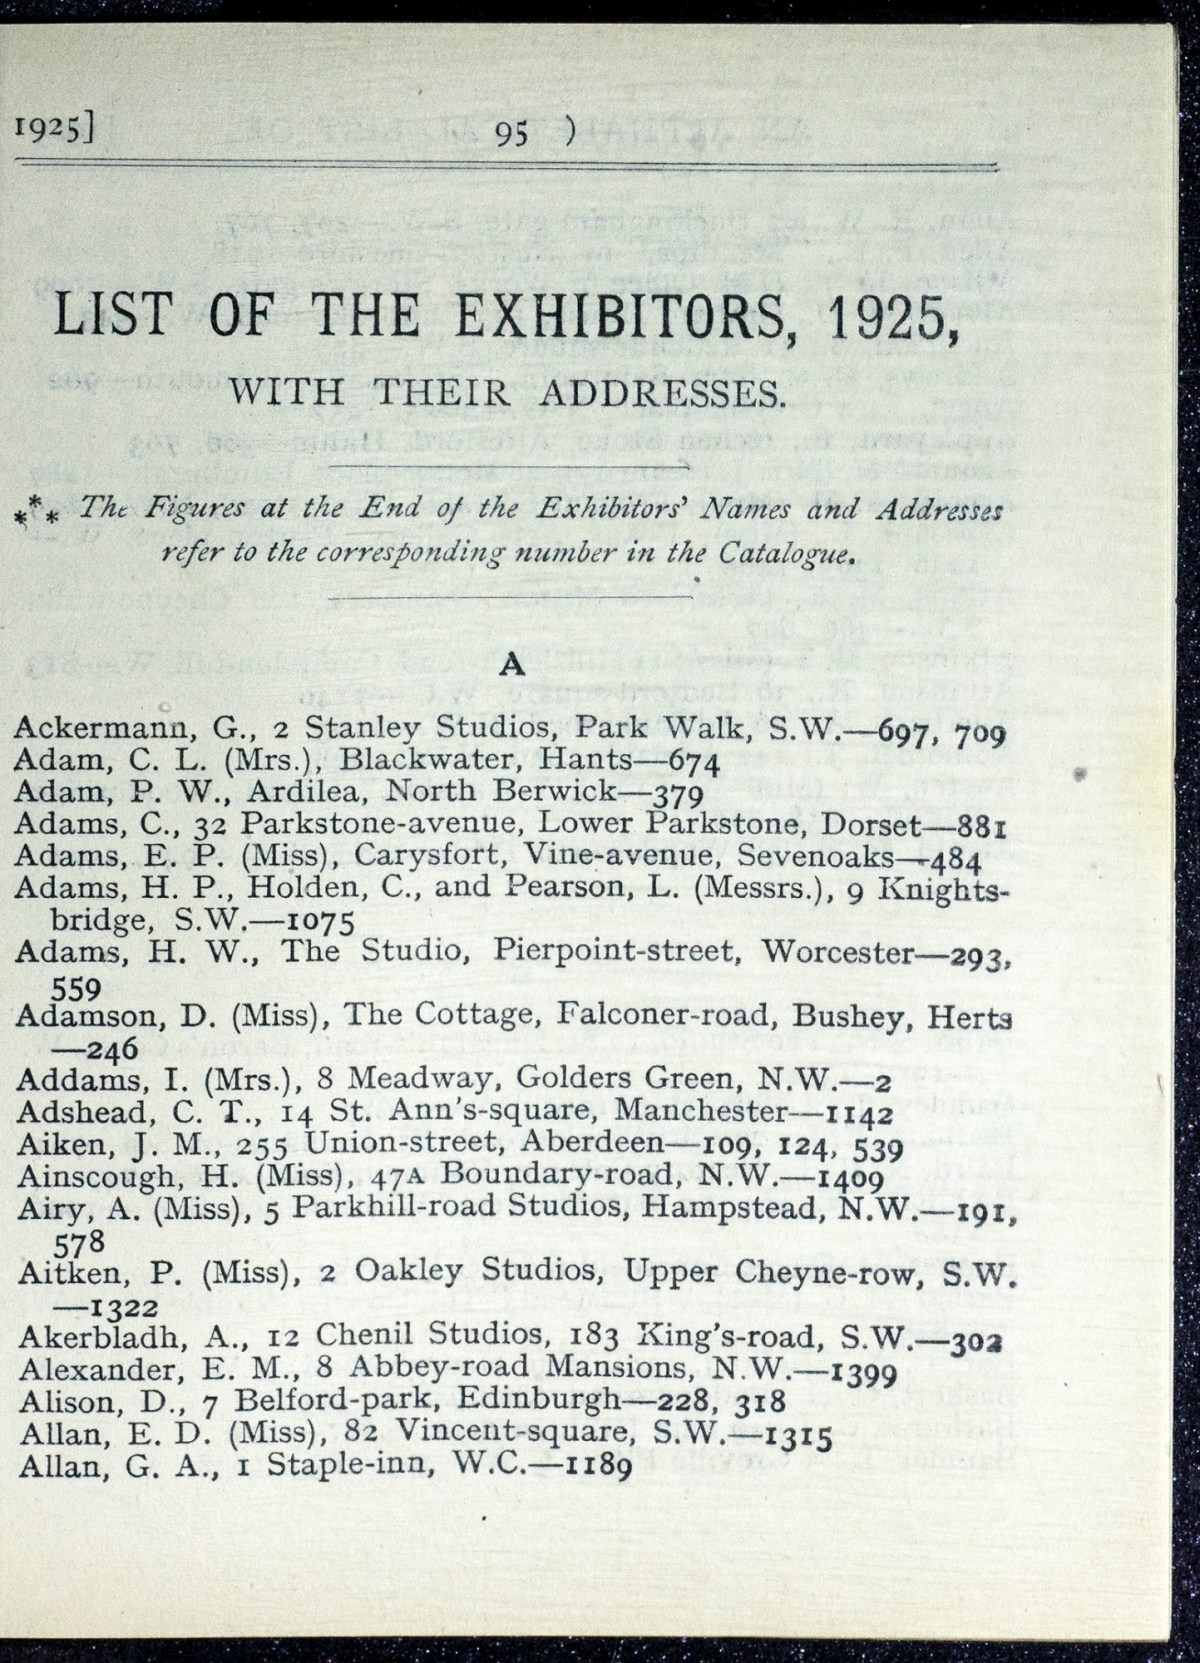 1925] 95 )
LIST OF THE EXHIBITORS, 1925,
WITH THEIR ADDRESSES.
*** The Figures at the End of the Exhibitors' Names and Addresses
refer to the corresponding number in the Catalogue.
A
Ackermann, G., 2 Stanley Studios, Park Walk, S.W.—697, 709
Adam, C. L. (Mrs.), Blackwater, Hants—674
Adam, P. W., Ardilea, North Berwick—379
Adams, C., 32 Parkstone-avenue, Lower Parkstone, Dorset—881
Adams, E. P. (Miss), Carysfort, Vine-avenue, Sevenoaks—484
Adams, H. P., Holden, C., and Pearson, L. (Messrs.), 9 Knights-
bridge, S.W.—1075
Adams, H. W., The Studio, Pierpoint-street, Worcester—293,
559
Adamson, D. (Miss), The Cottage, Falconer-road, Bushey, Herts
—246
Addams, I. (Mrs.), 8 Meadway, Golders Green, N.W.—2
Adshead, C. T., 14 St. Ann's-square, Manchester—1142
Aiken, J. M., 255 Union-street, Aberdeen—109, 124, 539
Ainscough, H. (Miss), 47A Boundary-road, N.W.—1409
Airy, A. (Miss), 5 Parkhill-road Studios, Hampstead, N.W.—191,
578
Aitken, P. (Miss), 2 Oakley Studios, Upper Cheyne-row, S.W.
—1322
Akerbladh, A., 12 Chenil Studios, 183 King's-road, S.W.—302
Alexander, E. M., 8 Abbey-road Mansions, N.W.—1399
Alison, D., 7 Belford-park, Edinburgh—228, 318
Allan, E. D. (Miss), 82 Vincent-square, S.W.—1315
Allan, G. A., 1 Staple-inn, W.C.—1189